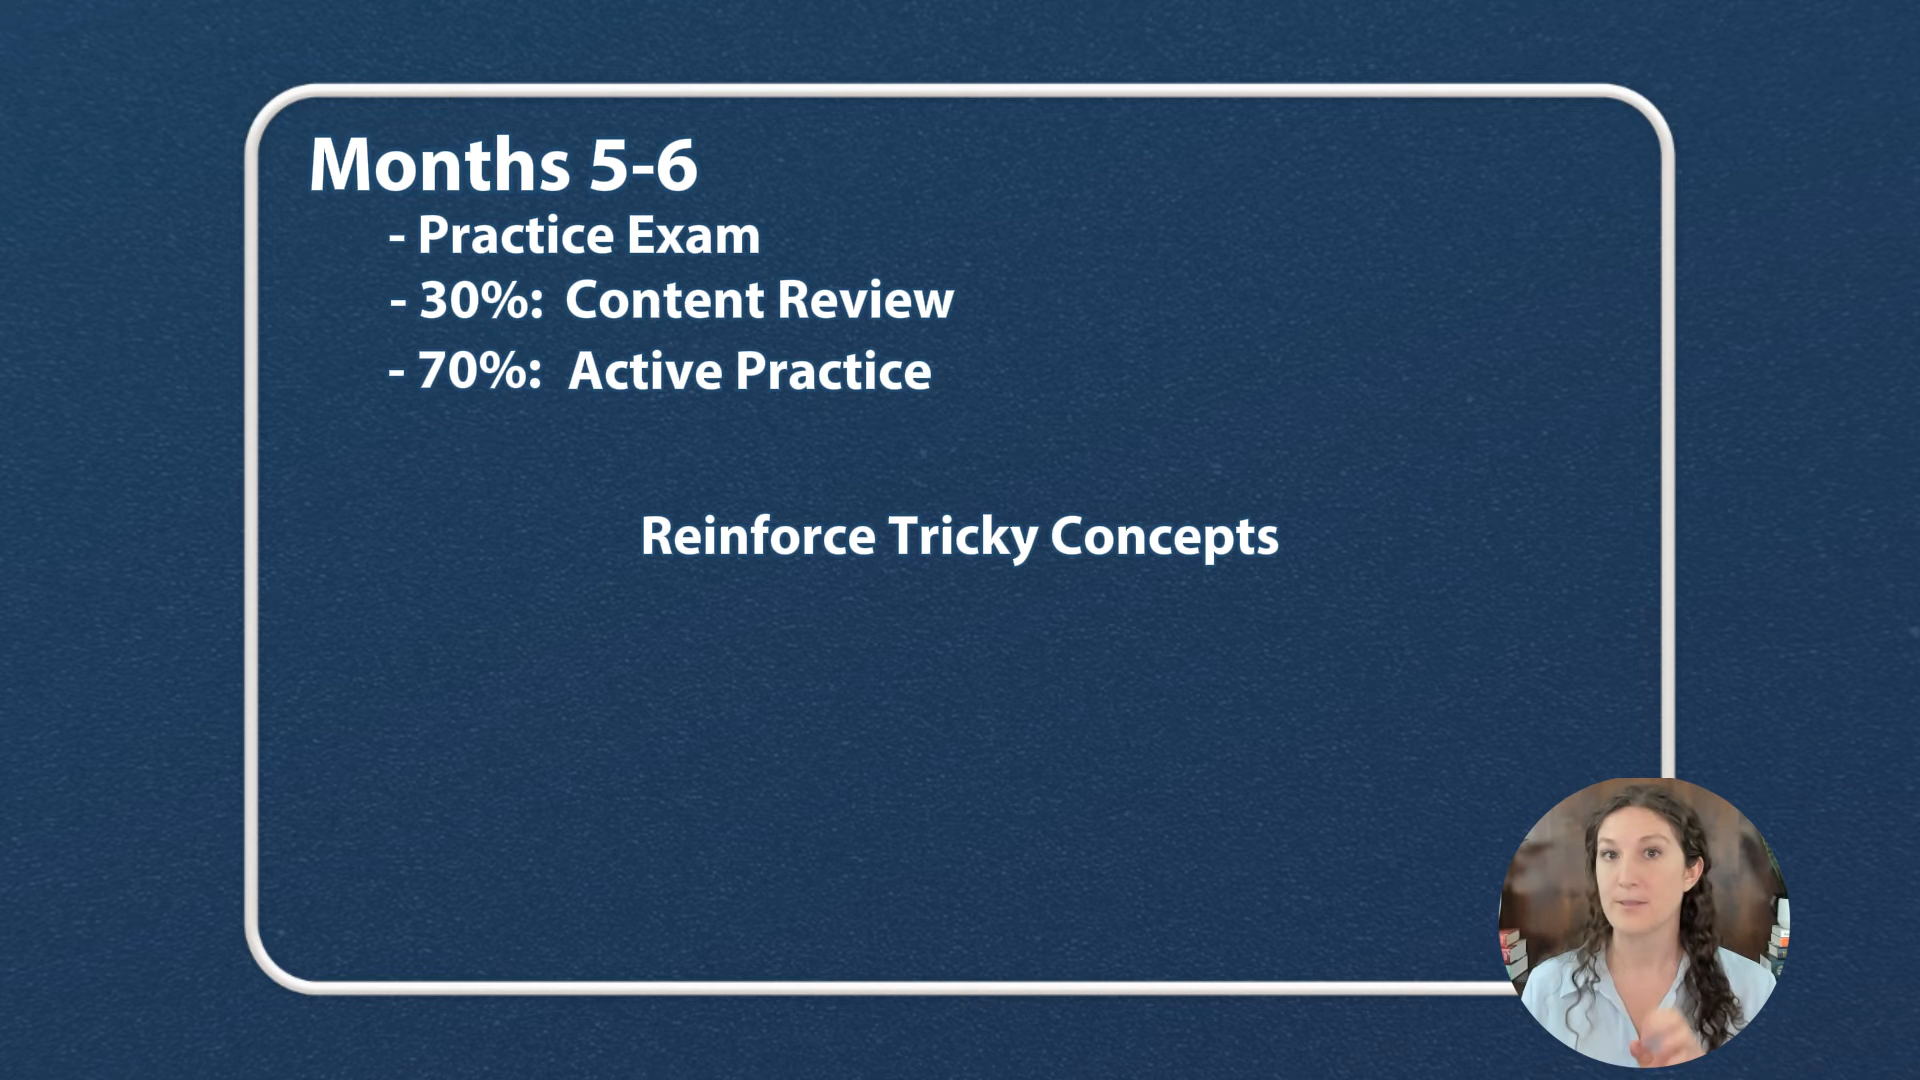 Months 5-6
- Practice Exam
- 30%: Content Review
- 70%: Active Practice
Reinforce Tricky Concepts